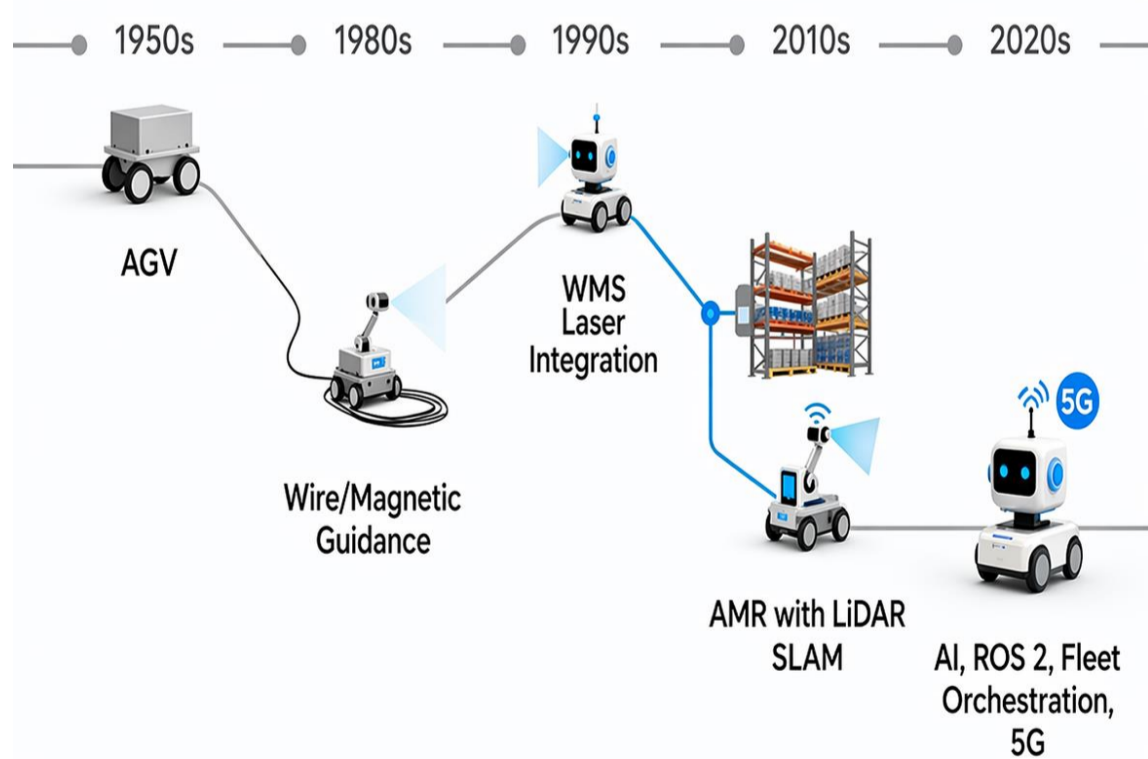 1950s
1980s
1990s
2010s
2020s
AGV
Wire/Magnetic
Guidance
WMS
Laser
Integration
AMR with LiDAR
SLAM
5G
AI, ROS 2, Fleet
Orchestration,
5G